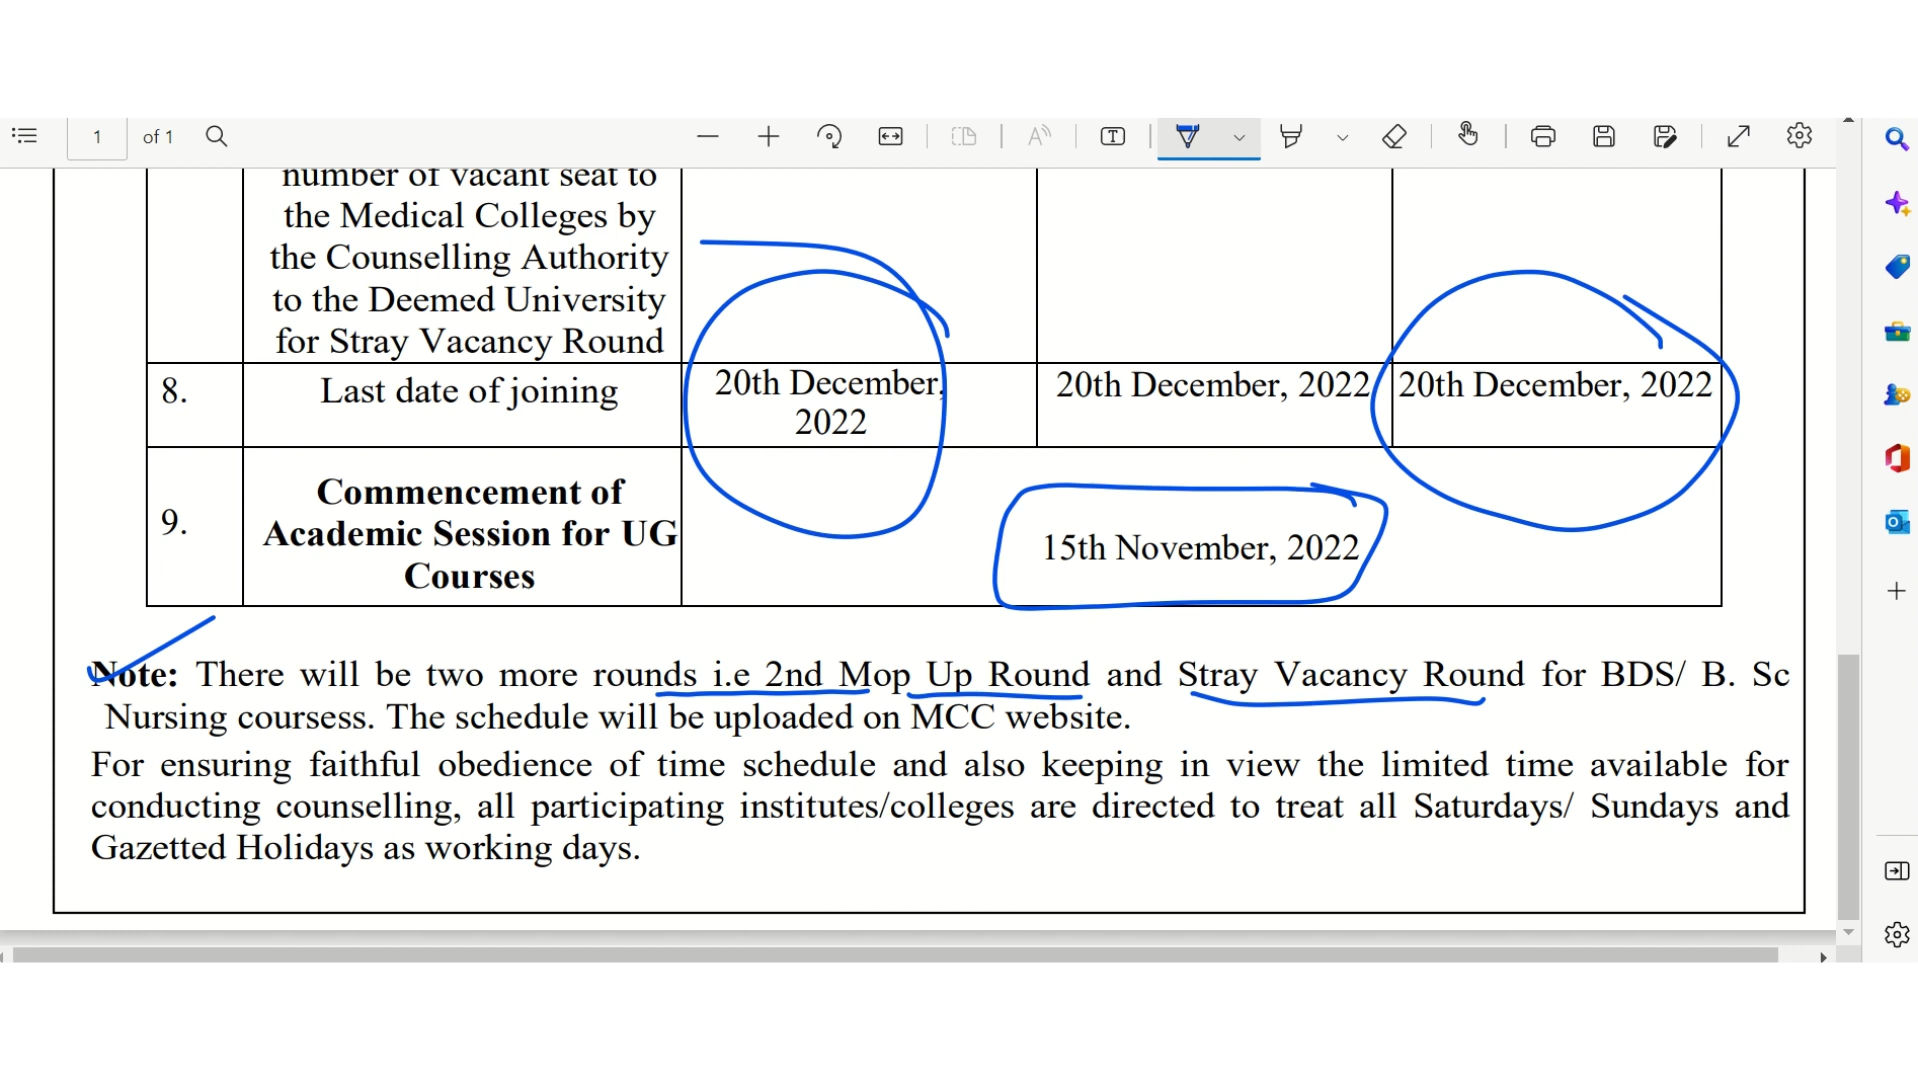 1 of 1
number of vacant seat to
the Medical Colleges by
the Counselling Authority
to the Deemed University
for Stray Vacancy Round
8. Last date of joining 20th December, 2022 20th December, 2022 20th December, 2022
9. Commencement of
Academic Session for UG
Courses
15th November, 2022
Note: There will be two more rounds i.e 2nd Mop Up Round and Stray Vacancy Round for BDS/ B. Sc
Nursing coursess. The schedule will be uploaded on MCC website.
For ensuring faithful obedience of time schedule and also keeping in view the limited time available for
conducting counselling, all participating institutes/colleges are directed to treat all Saturdays/ Sundays and
Gazetted Holidays as working days.